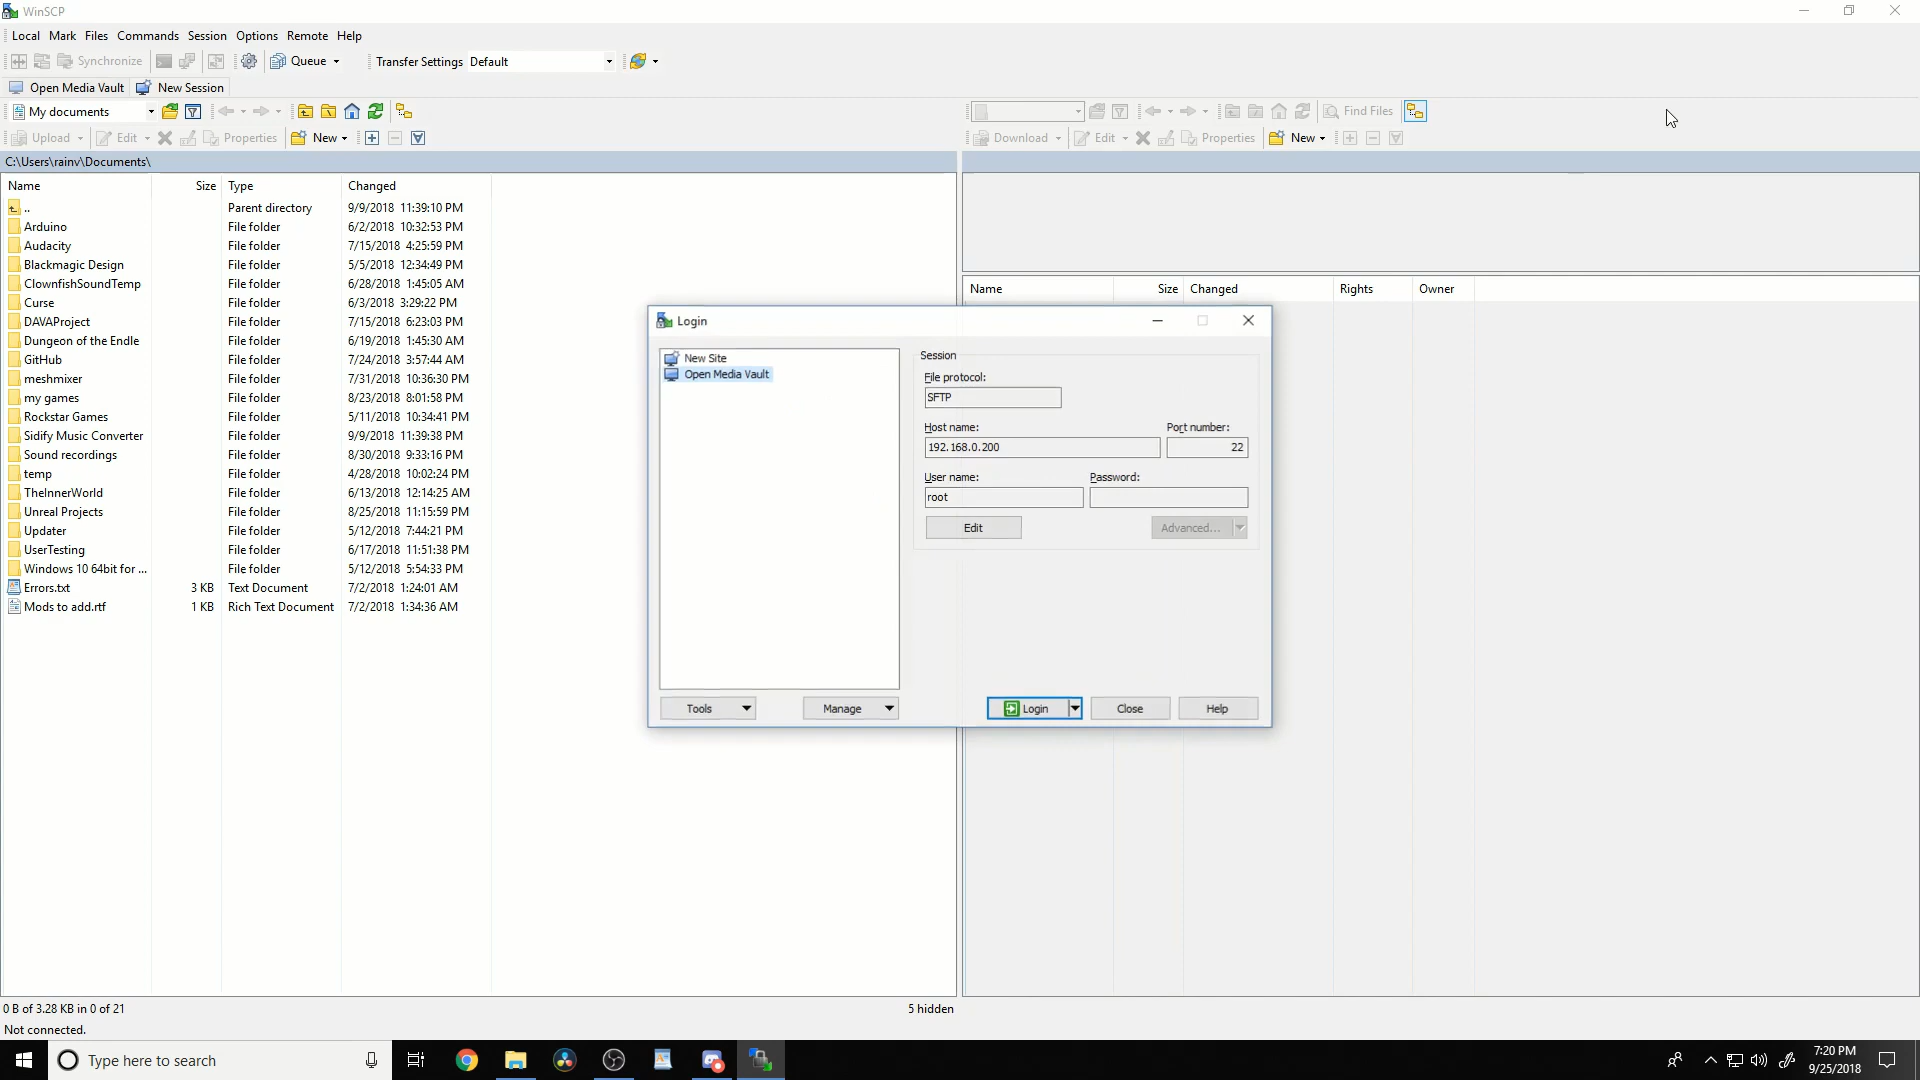 WinSCP
Local Mark Files Commands Session Options Remote Help
Synchronize Queue Transfer Settings Default
Open Media Vault New Session
My documents Find Files
Upload Edit Properties New Download Edit Properties New
C:\Users\rainv\Documents\
Name Size Type Changed
.. Parent directory 9/9/2018 11:39:10 PM
Arduino File folder 6/2/2018 10:32:53 PM
Audacity File folder 7/15/2018 4:25:59 PM
Blackmagic Design File folder 5/5/2018 12:34:49 PM
ClownfishSoundTemp File folder 6/28/2018 1:45:05 AM
Curse File folder 6/3/2018 3:29:22 PM
DAVAProject File folder 7/15/2018 6:23:03 PM
Dungeon of the Endle File folder 6/19/2018 1:45:30 AM
GitHub File folder 7/24/2018 3:57:44 AM
meshmixer File folder 7/31/2018 10:36:30 PM
my games File folder 8/23/2018 8:01:58 PM
Rockstar Games File folder 5/11/2018 10:34:41 PM
Sidify Music Converter File folder 9/9/2018 11:39:38 PM
Sound recordings File folder 8/30/2018 9:33:16 PM
temp File folder 4/28/2018 10:02:24 PM
TheInnerWorld File folder 6/13/2018 12:14:25 AM
Unreal Projects File folder 8/25/2018 11:15:59 PM
Updater File folder 5/12/2018 7:44:21 PM
UserTesting File folder 6/17/2018 11:51:38 PM
Windows 10 64bit for ... File folder 5/12/2018 5:54:33 PM
Errors.txt 3 KB Text Document 7/2/2018 1:24:01 AM
Mods to add.rtf 1 KB Rich Text Document 7/2/2018 1:34:36 AM
Name Size Changed Rights Owner
Login
New Site
Open Media Vault
Session
File protocol:
SFTP
Host name: Port number:
192.168.0.200 22
User name: Password:
root
Edit Advanced...
Tools Manage Login Close Help
0 B of 3.28 KB in 0 of 21 5 hidden
Not connected.
Type here to search
7:20 PM
9/25/2018